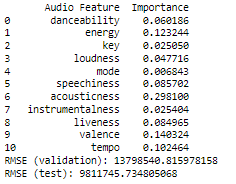 Audio Feature Importance
0 danceability 0.060186
1 energy 0.123244
2 key 0.025050
3 loudness 0.047716
4 mode 0.006843
5 speechiness 0.085702
6 acousticness 0.298100
7 instrumentalness 0.025404
8 liveness 0.084965
9 valence 0.140324
10 tempo 0.102464
RMSE (validation): 13798540.815978158
RMSE (test): 9811745.734805068